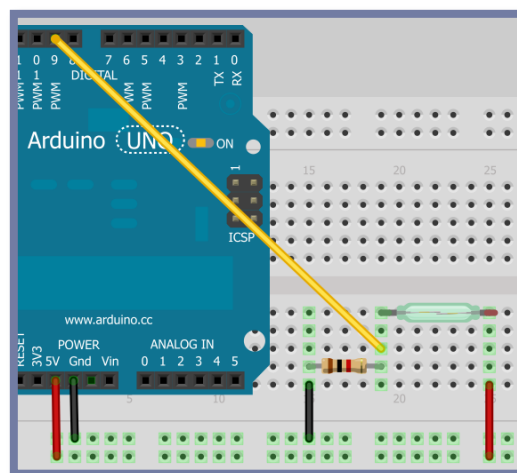 1 0 9 8 7 6 5 4 3 2 1 0
1 1 DIGITAL TX RX
PWM PWM PWM PWM PWM PWM
Arduino UNO ON
1
ICSP
15 20 25
www.arduino.cc
RESET 3V3 POWER ANALOG IN
5V Gnd Vin 0 1 2 3 4 5
5 10 15 20 25